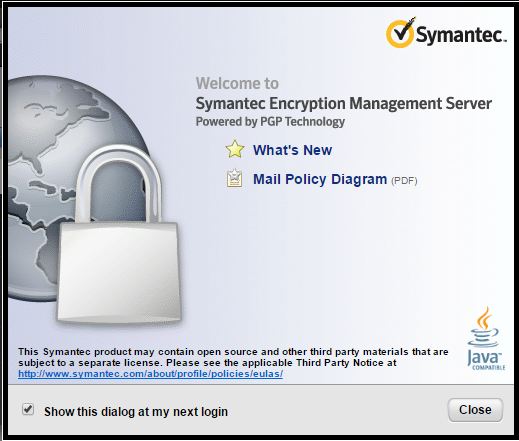 Symantec™
Welcome to
Symantec Encryption Management Server
Powered by PGP Technology
What's New
Mail Policy Diagram (PDF)
This Symantec product may contain open source and other third party materials that are
subject to a separate license. Please see the applicable Third Party Notice at
http://www.symantec.com/about/profile/policies/eulas/
Java™
COMPATIBLE
Show this dialog at my next login
Close